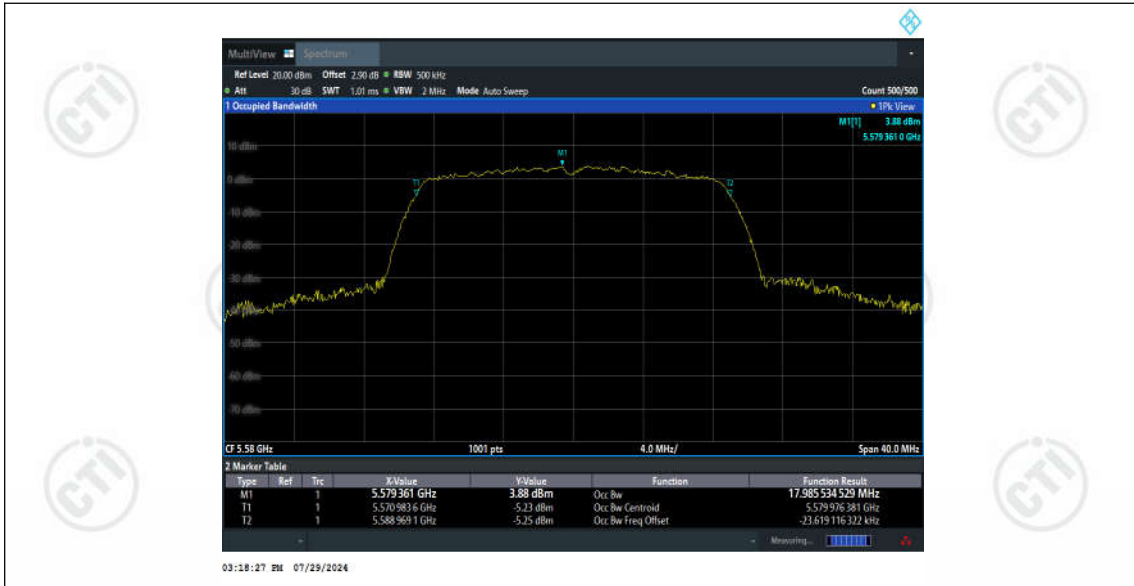 MultiView Spectrum
Ref Level 20.00 dBm Offset 2.90 dB RBW 500 kHz
Att 30 dB SWT 1.01 ms VBW 2 MHz Mode Auto Sweep Count 500/500
1 Occupied Bandwidth 1Pk View
M1[1] 3.88 dBm
5.579 361 0 GHz
10 dBm
M1
0 dBm
T1 T2
-10 dBm
-20 dBm
-30 dBm
-50 dBm
-60 dBm
-70 dBm
CF 5.58 GHz 1001 pts 4.0 MHz/ Span 40.0 MHz
2 Marker Table
Type Ref Trc X-Value Y-Value Function Function Result
M1 1 5.579 361 GHz 3.88 dBm Occ Bw 17.985 534 529 MHz
T1 1 5.570 983 6 GHz -5.23 dBm Occ Bw Centroid 5.579 976 381 GHz
T2 1 5.588 969 1 GHz -5.25 dBm Occ Bw Freq Offset -23.619 116 322 kHz
Measuring...
03:18:27 PM 07/29/2024
CTI
CTI
CTI
CTI